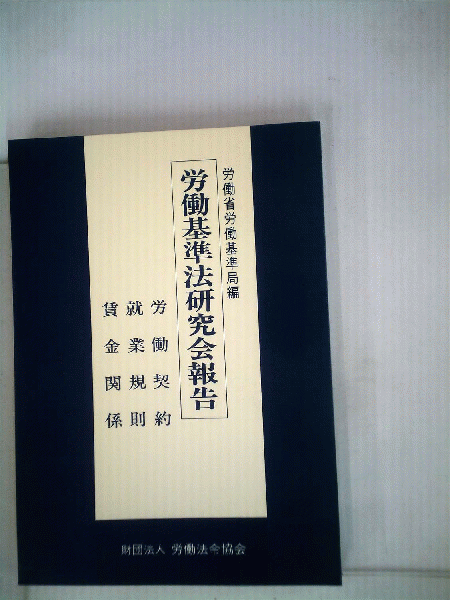 労働省労働基準局編
労働基準法研究会報告
労働契約
就業規則
賃金関係
財団法人 労働法令協会